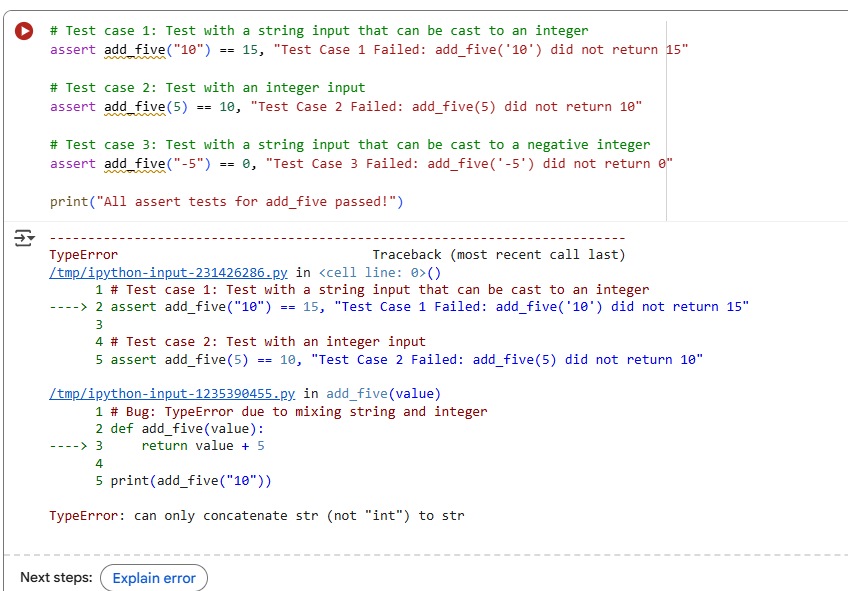 # Test case 1: Test with a string input that can be cast to an integer
assert add_five("10") == 15, "Test Case 1 Failed: add_five('10') did not return 15"
# Test case 2: Test with an integer input
assert add_five(5) == 10, "Test Case 2 Failed: add_five(5) did not return 10"
# Test case 3: Test with a string input that can be cast to a negative integer
assert add_five("-5") == 0, "Test Case 3 Failed: add_five('-5') did not return 0"
print("All assert tests for add_five passed!")
---------------------------------------------------------------------------
TypeError                                 Traceback (most recent call last)
/tmp/ipython-input-231426286.py in <cell line: 0>()
      1 # Test case 1: Test with a string input that can be cast to an integer
----> 2 assert add_five("10") == 15, "Test Case 1 Failed: add_five('10') did not return 15"
      3
      4 # Test case 2: Test with an integer input
      5 assert add_five(5) == 10, "Test Case 2 Failed: add_five(5) did not return 10"
/tmp/ipython-input-1235390455.py in add_five(value)
      1 # Bug: TypeError due to mixing string and integer
      2 def add_five(value):
----> 3     return value + 5
      4
      5 print(add_five("10"))
TypeError: can only concatenate str (not "int") to str
Next steps: Explain error